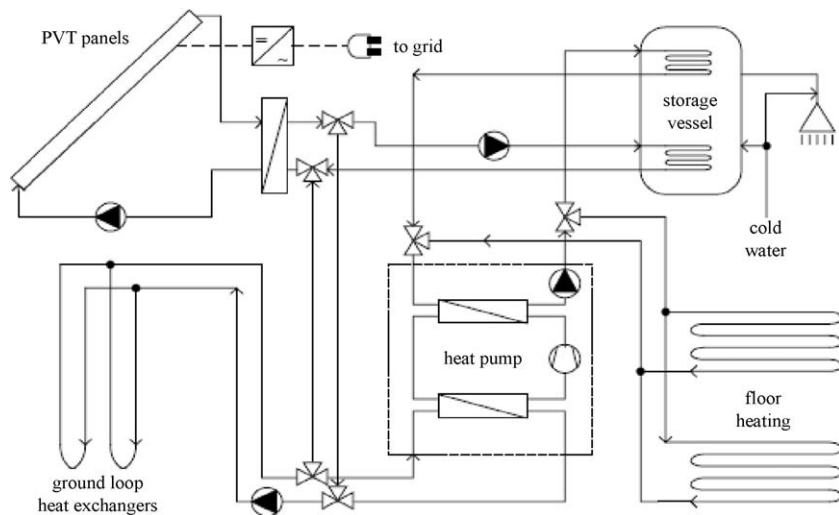 PVT panels
=
~
to grid
storage
vessel
cold
water
heat pump
floor
heating
ground loop
heat exchangers